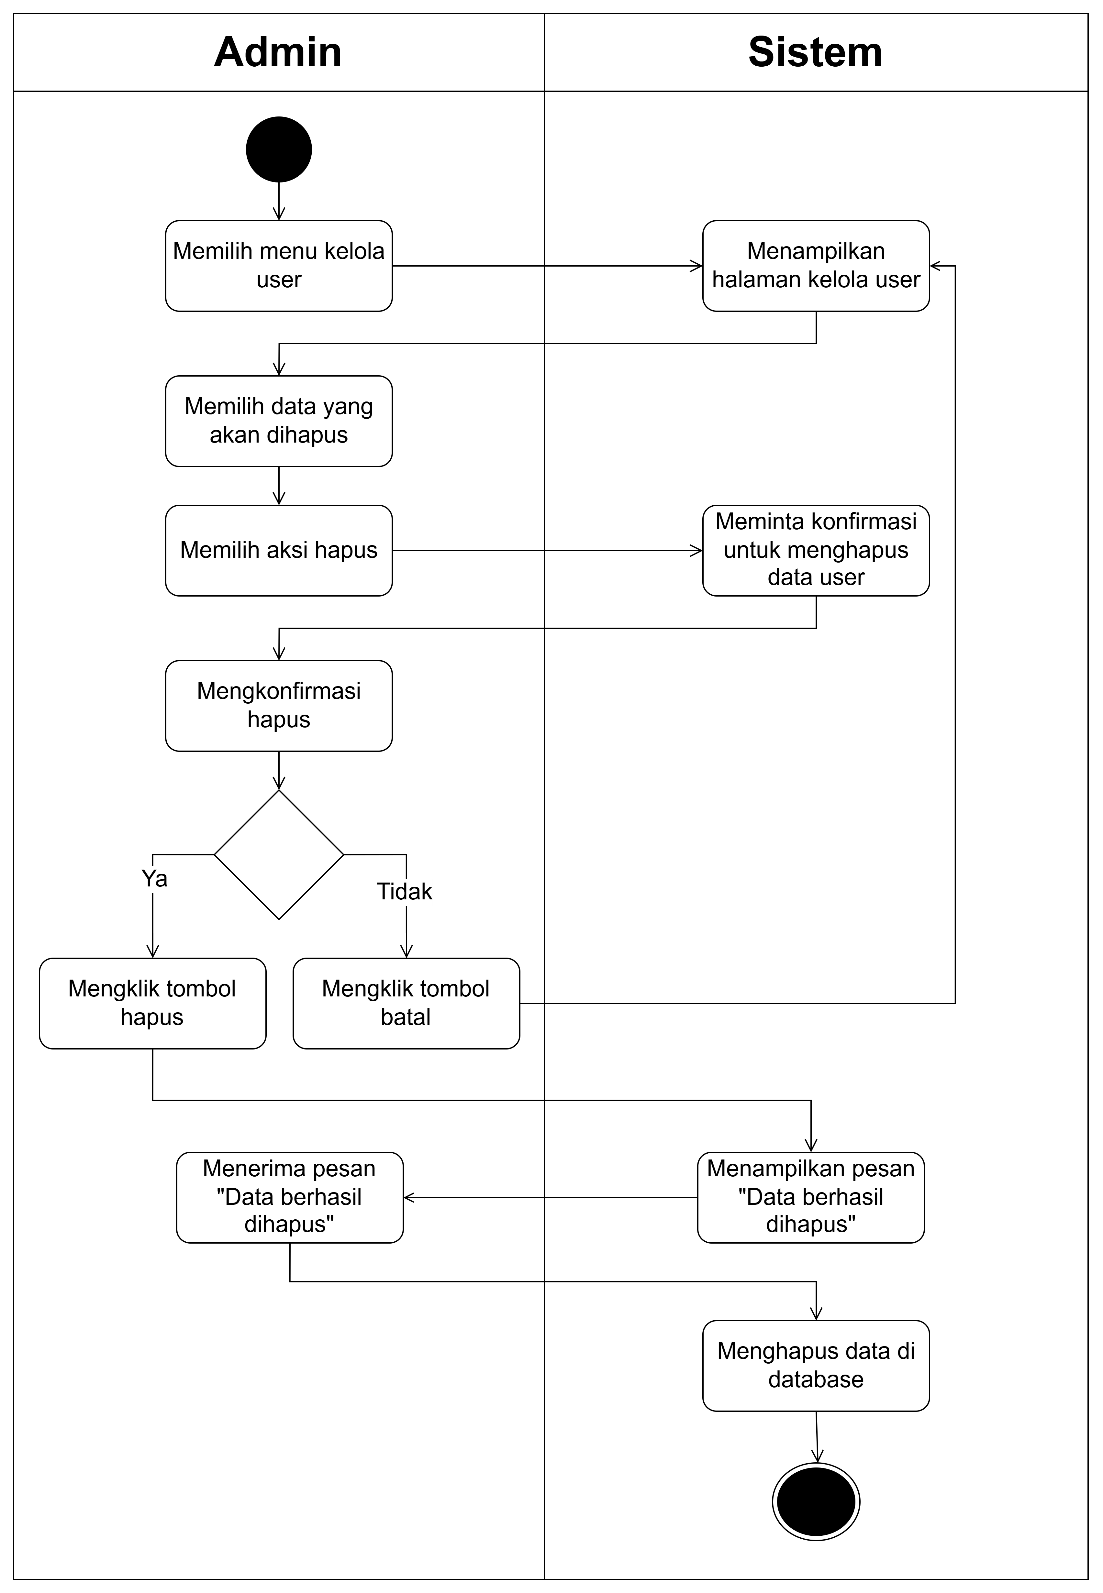 Admin
Sistem
Memilih menu kelola
user
Menampilkan
halaman kelola user
Memilih data yang
akan dihapus
Memilih aksi hapus
Meminta konfirmasi
untuk menghapus
data user
Mengkonfirmasi
hapus
Ya
Tidak
Mengklik tombol
hapus
Mengklik tombol
batal
Menerima pesan
"Data berhasil
dihapus"
Menampilkan pesan
"Data berhasil
dihapus"
Menghapus data di
database